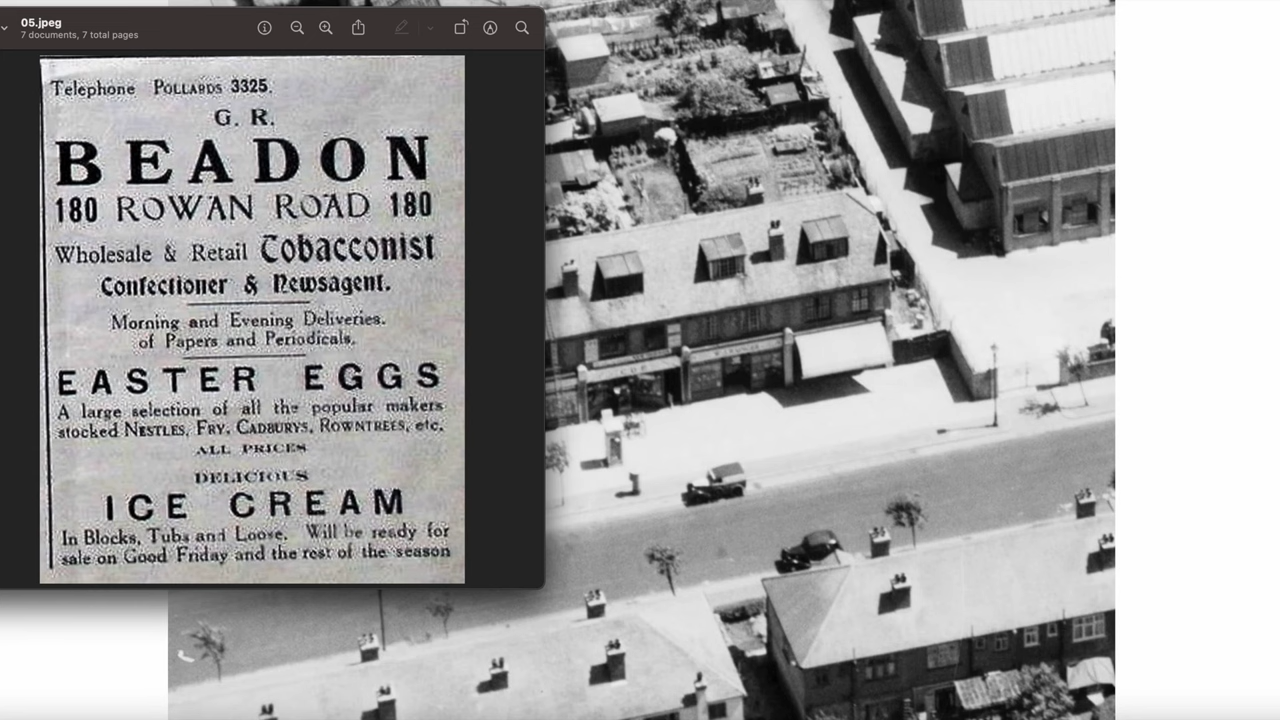 05.jpeg
7 documents, 7 total pages
Telephone POLLARDS 3325.
G. R.
BEADON
180 ROWAN ROAD 180
Wholesale & Retail Tobacconist
Confectioner & Newsagent.
Morning and Evening Deliveries.
of Papers and Periodicals.
EASTER EGGS
A large selection of all the popular makers
stocked NESTLES, FRY, CADBURYS, ROWNTREES, etc.
ALL PRICES
DELICIOUS
ICE CREAM
In Blocks, Tubs and Loose. Will be ready for
sale on Good Friday and the rest of the season